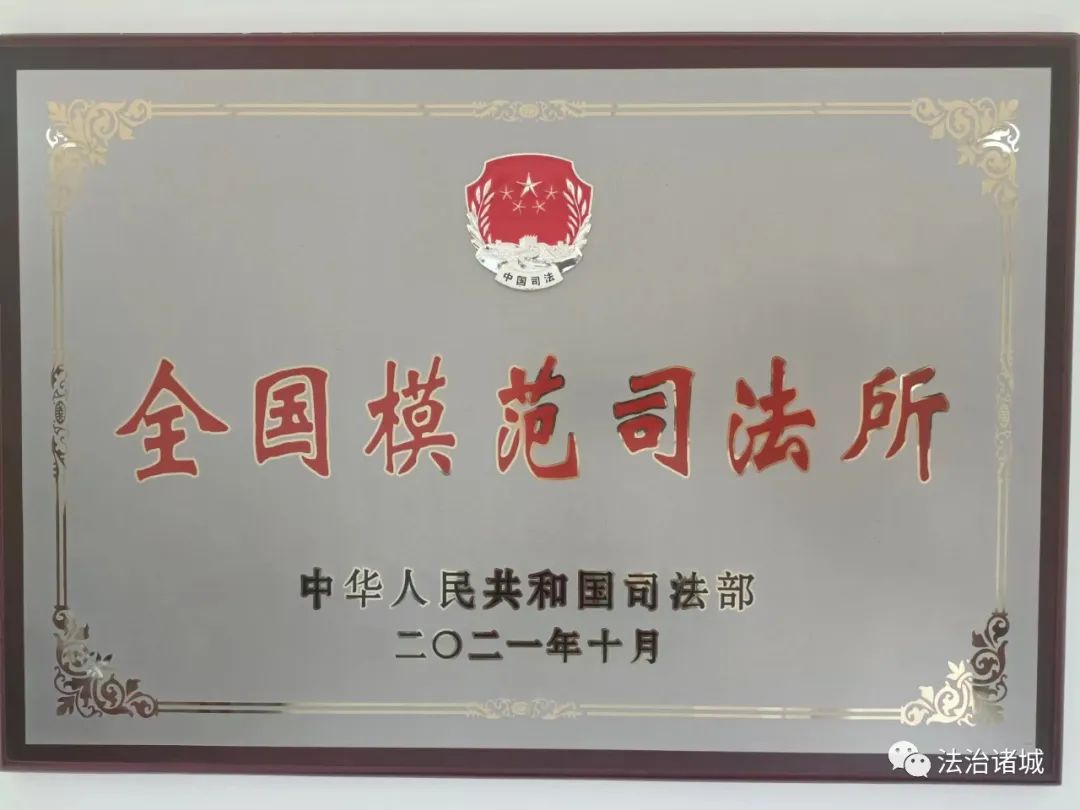 中国司法
全国模范司法所
中华人民共和国司法部
二〇二一年十月
法治诸城